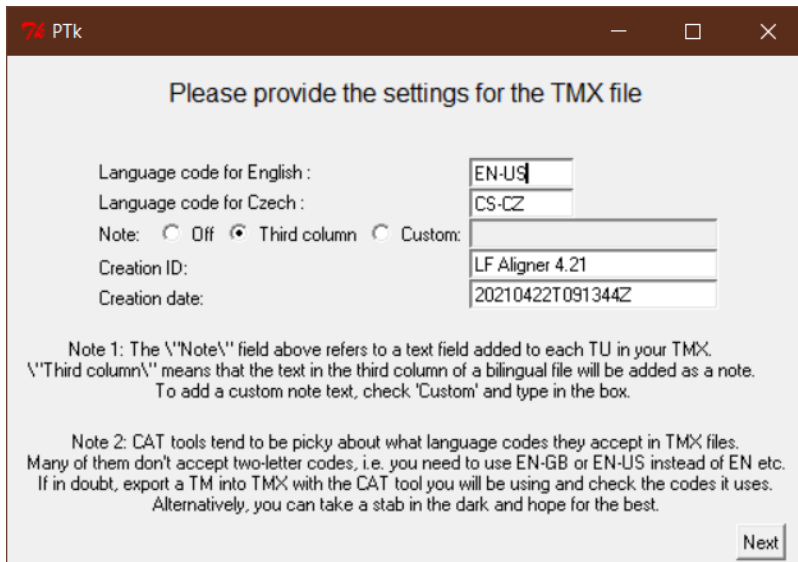 PTk
Please provide the settings for the TMX file
Language code for English : EN-US
Language code for Czech : CS-CZ
Note: Off Third column Custom:
Creation ID: LF Aligner 4.21
Creation date: 20210422T091344Z
Note 1: The \"Note\" field above refers to a text field added to each TU in your TMX.
\"Third column\" means that the text in the third column of a bilingual file will be added as a note.
To add a custom note text, check 'Custom' and type in the box.
Note 2: CAT tools tend to be picky about what language codes they accept in TMX files.
Many of them don't accept two-letter codes, i.e. you need to use EN-GB or EN-US instead of EN etc.
If in doubt, export a TM into TMX with the CAT tool you will be using and check the codes it uses.
Alternatively, you can take a stab in the dark and hope for the best.
Next